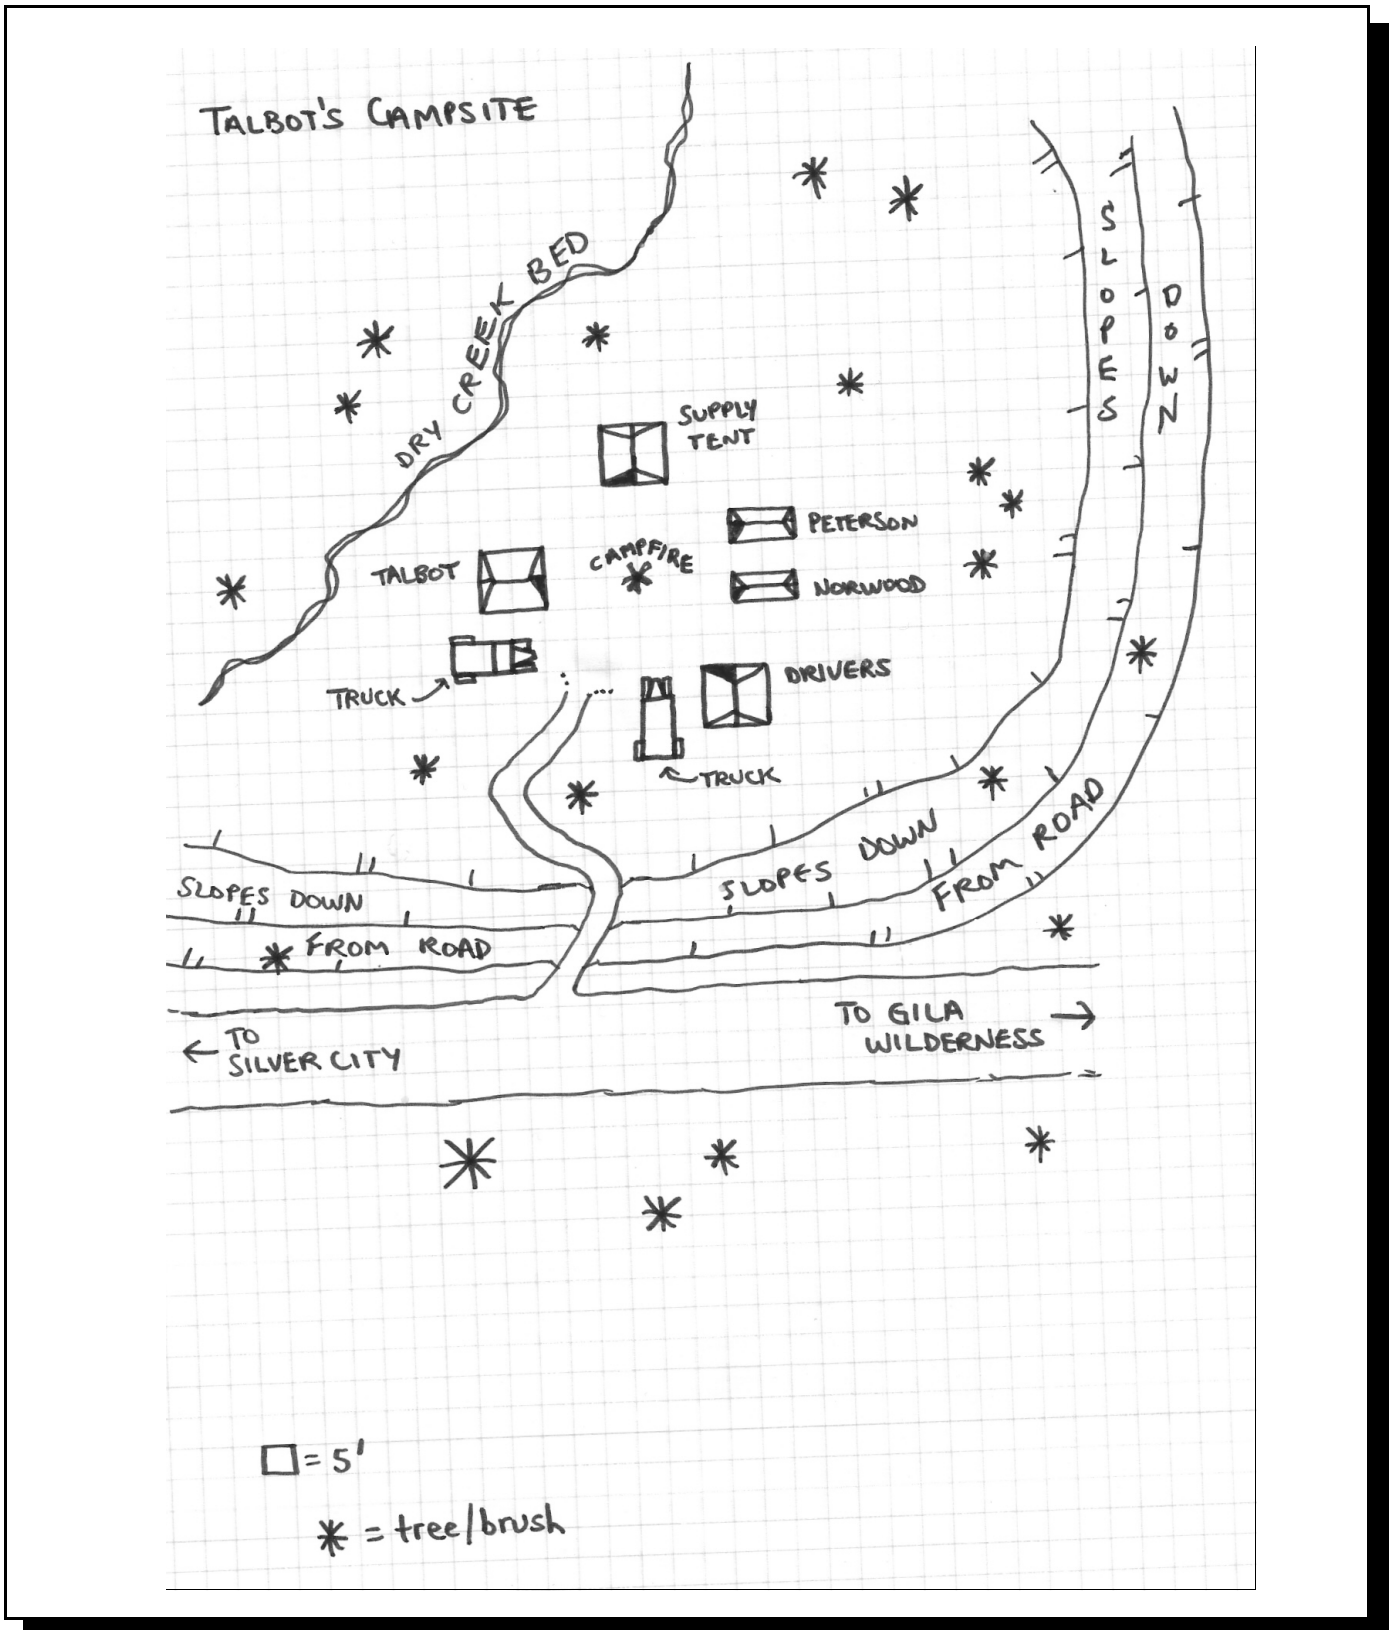 TALBOT'S CAMPSITE
DRY CREEK BED
SLOPES
DOWN
SUPPLY
TENT
PETERSON
CAMPFIRE
TALBOT
NORWOOD
DRIVERS
TRUCK
TRUCK
SLOPES DOWN
FROM ROAD
SLOPES DOWN
FROM ROAD
TO GILA
WILDERNESS
TO
SILVER CITY
= 5'
= tree/brush